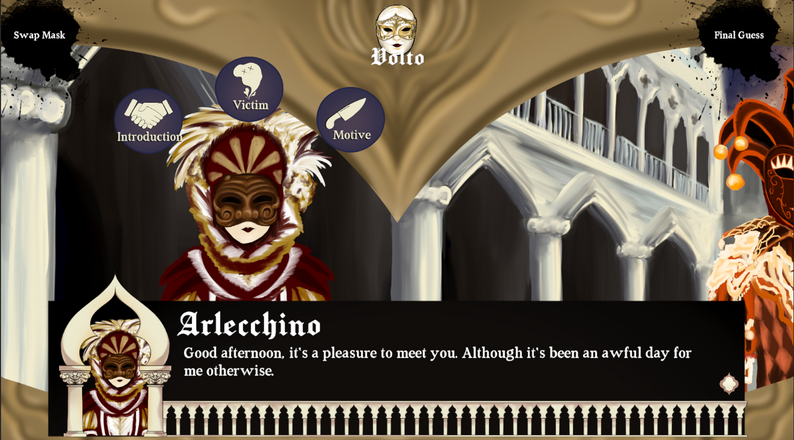 Swap Mask
Volto
Final Guess
Victim
Introduction
Motive
Arlecchino
Good afternoon, it's a pleasure to meet you. Although it's been an awful day for
me otherwise.